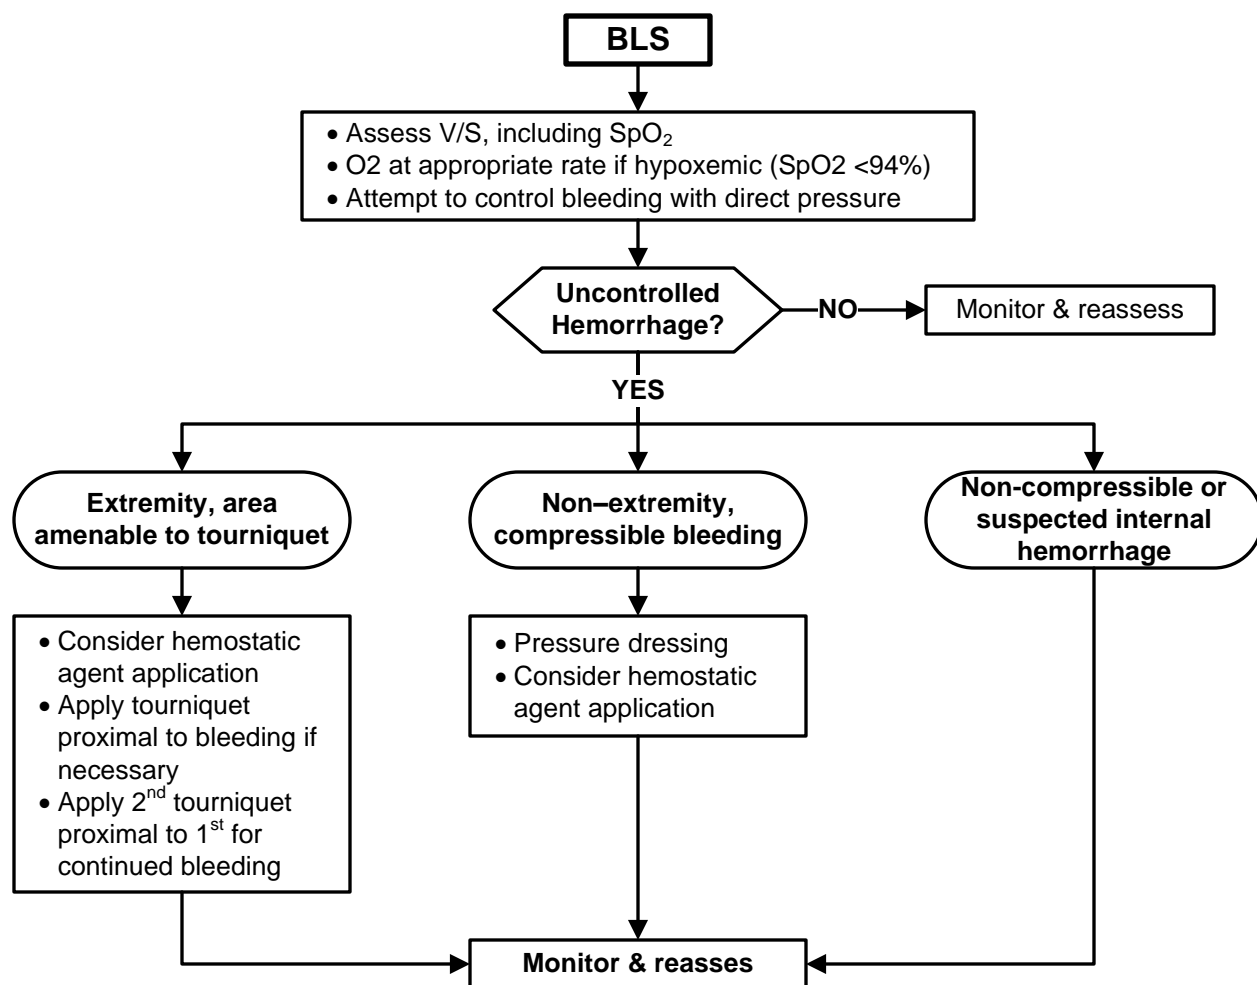 BLS
• Assess V/S, including SpO₂
• O2 at appropriate rate if hypoxemic (SpO2 <94%)
• Attempt to control bleeding with direct pressure
Uncontrolled
Hemorrhage?
NO
Monitor & reassess
YES
Extremity, area
amenable to tourniquet
Non–extremity,
compressible bleeding
Non-compressible or
suspected internal
hemorrhage
• Consider hemostatic
agent application
• Apply tourniquet
proximal to bleeding if
necessary
• Apply 2nd tourniquet
proximal to 1st for
continued bleeding
• Pressure dressing
• Consider hemostatic
agent application
Monitor & reasses